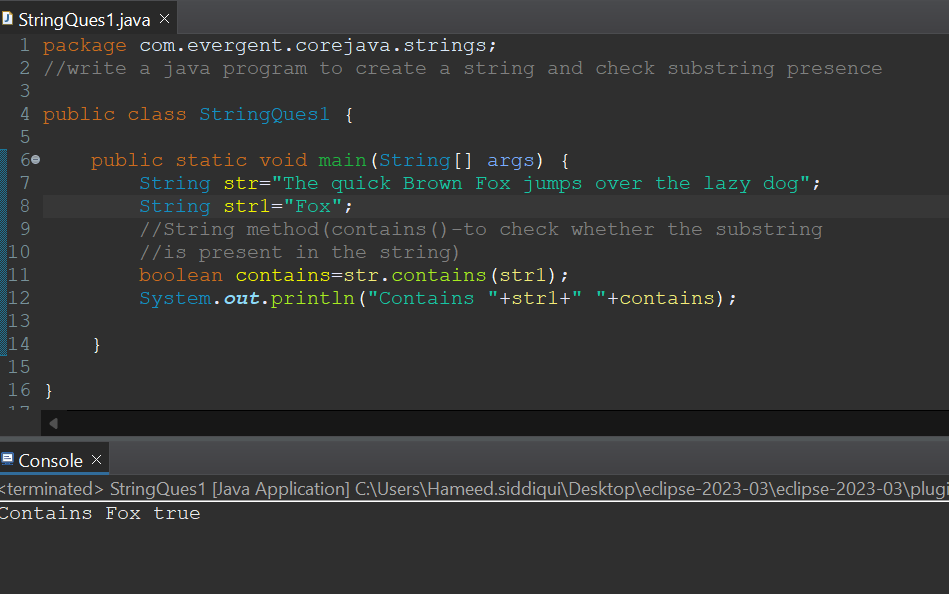 StringQues1.java
1 package com.evergent.corejava.strings;
2 //write a java program to create a string and check substring presence
3
4 public class StringQues1 {
5
6 public static void main(String[] args) {
7 String str="The quick Brown Fox jumps over the lazy dog";
8 String str1="Fox";
9 //String method(contains()-to check whether the substring
10 //is present in the string)
11 boolean contains=str.contains(str1);
12 System.out.println("Contains "+str1+" "+contains);
13
14 }
15
16 }
17
Console
<terminated> StringQues1 [Java Application] C:\Users\Hameed.siddiqui\Desktop\eclipse-2023-03\eclipse-2023-03\plugi
Contains Fox true